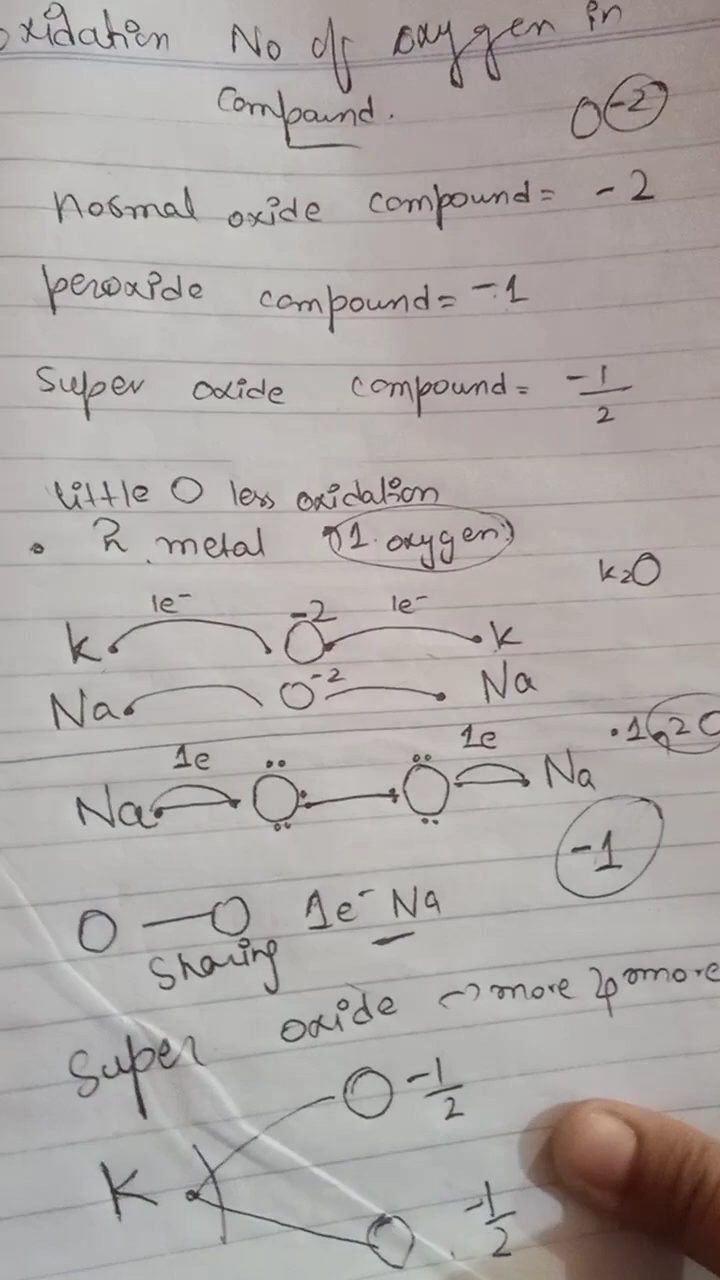 oxidation No of oxygen in
compound.
O -2
Normal oxide compound = -2
peroxide compound = -1
Super oxide compound = -1/2
little O less oxidation
• 2 metal 1 oxygen
K2O
K 1e- O-2 1e- K
Na O-2 Na
Na 1e O O 1e Na
-1
O — O 1e- Na
Sharing
Super oxide more more
K O -1/2
O -1/2